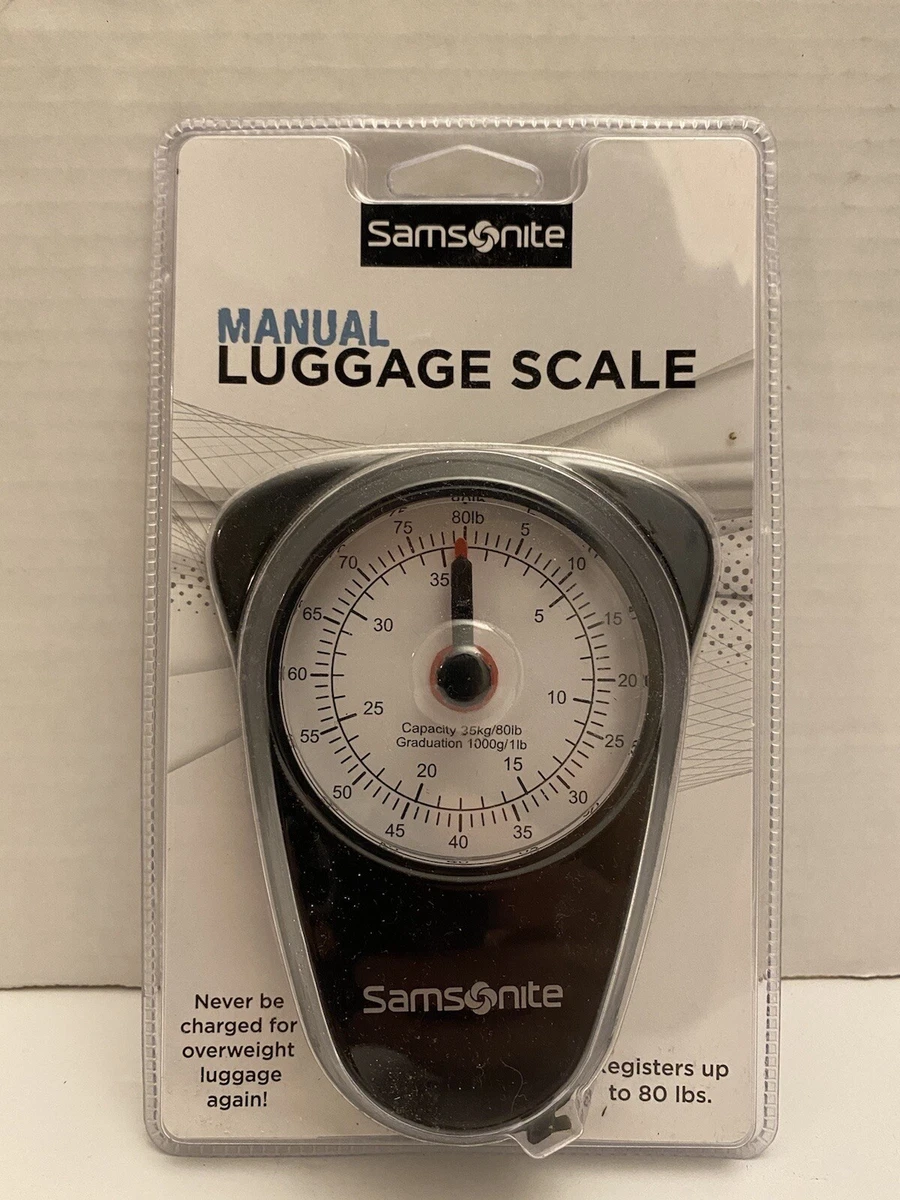 Samsonite
MANUAL
LUGGAGE SCALE
80lb
75
5
70
10
35
65
5
15
30
60
20
10
25
55
25
Capacity 35kg/80lb
Graduation 1000g/1lb
20
15
50
30
45
35
40
Samsonite
Never be
charged for
overweight
luggage
again!
up
to 80 lbs.